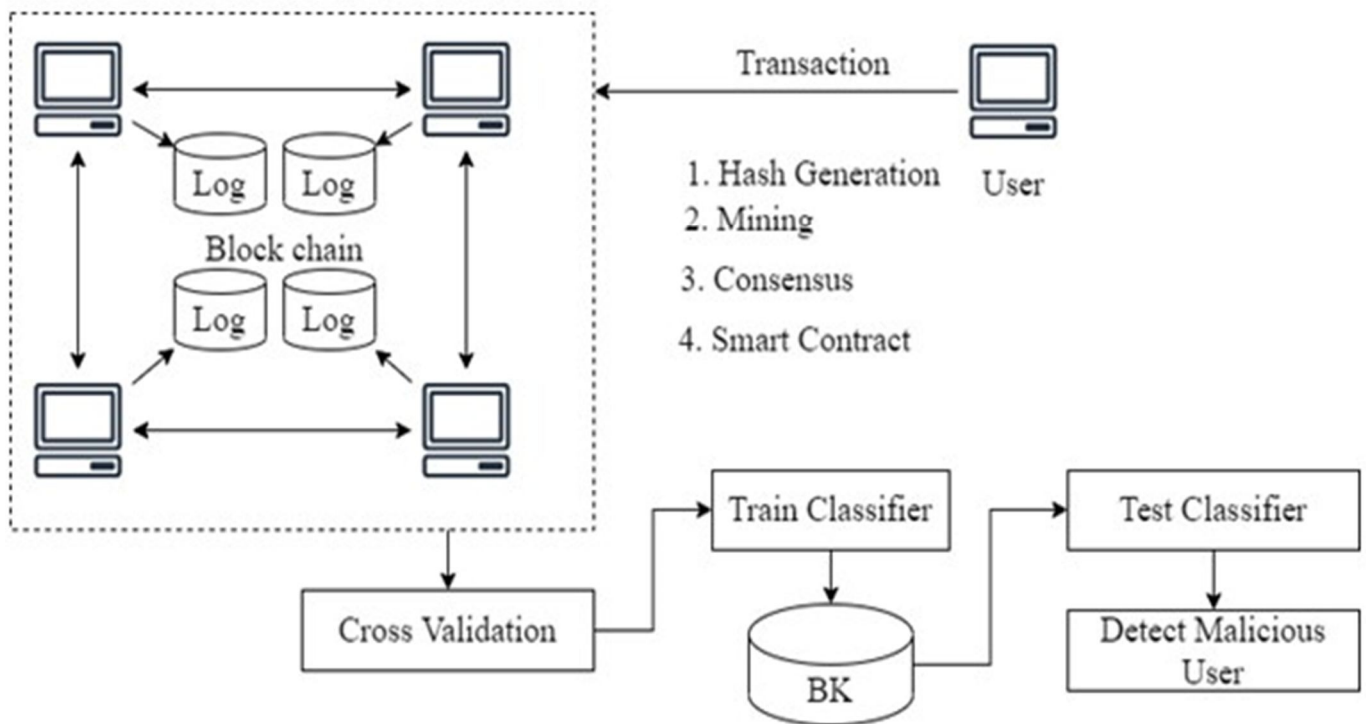 Transaction
User
1. Hash Generation
2. Mining
3. Consensus
4. Smart Contract
Log
Log
Block chain
Log
Log
Cross Validation
Train Classifier
BK
Test Classifier
Detect Malicious
User